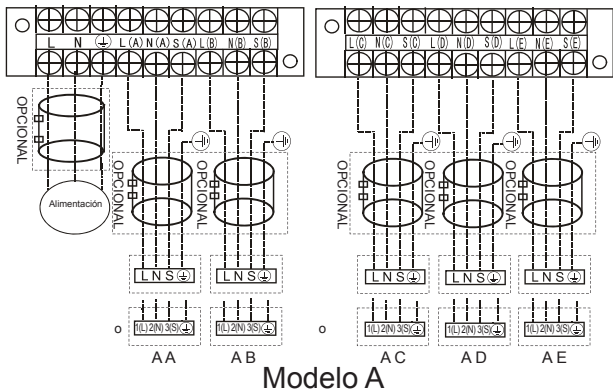 L N L(A) N(A) S(A) L(B) N(B) S(B)
L(C) N(C) S(C) L(D) N(D) S(D) L(E) N(E) S(E)
OPCIONAL
Alimentación
OPCIONAL
OPCIONAL
OPCIONAL
OPCIONAL
OPCIONAL
L N S
L N S
L N S
L N S
L N S
o
1(L) 2(N) 3(S)
1(L) 2(N) 3(S)
o
1(L) 2(N) 3(S)
1(L) 2(N) 3(S)
1(L) 2(N) 3(S)
A A
A B
A C
A D
A E
Modelo A